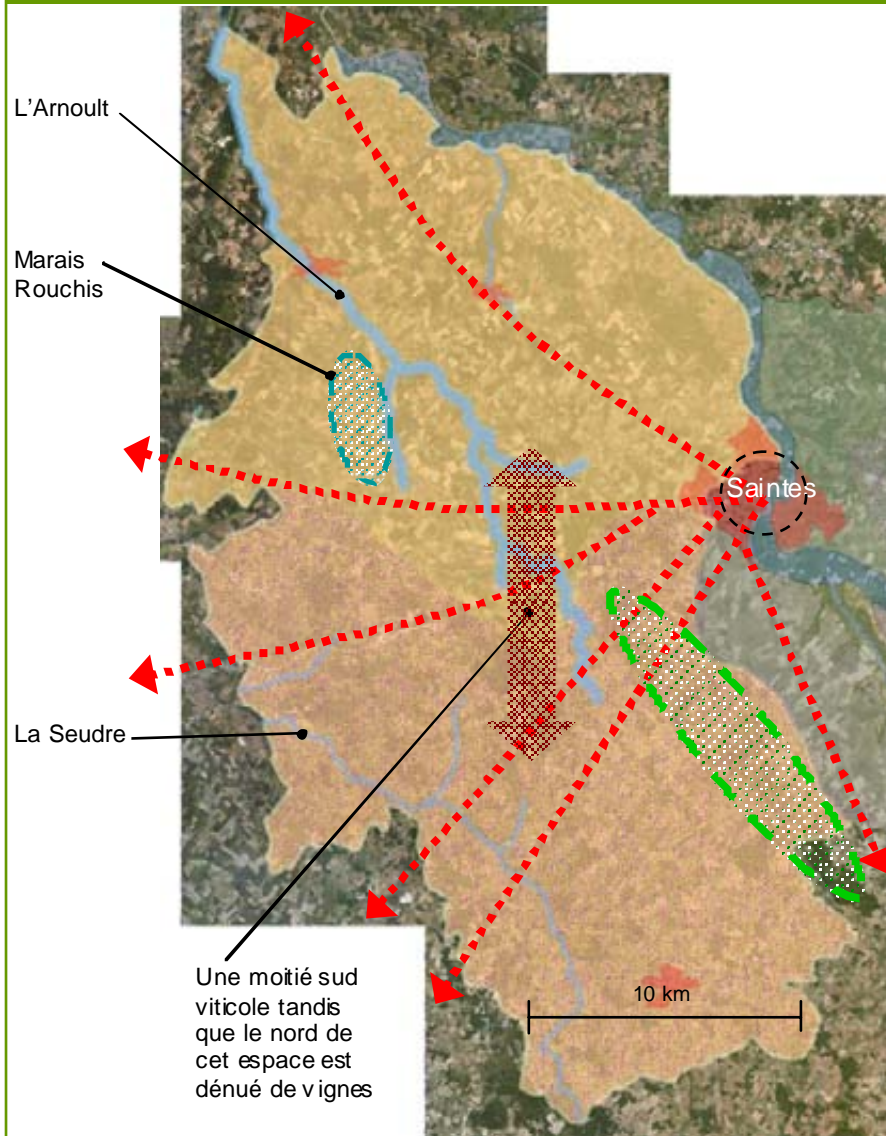 L'Arnoult
Marais
Rouchis
Saintes
La Seudre
Une moitié sud
viticole tandis
que le nord de
cet espace est
dénué de vignes
10 km